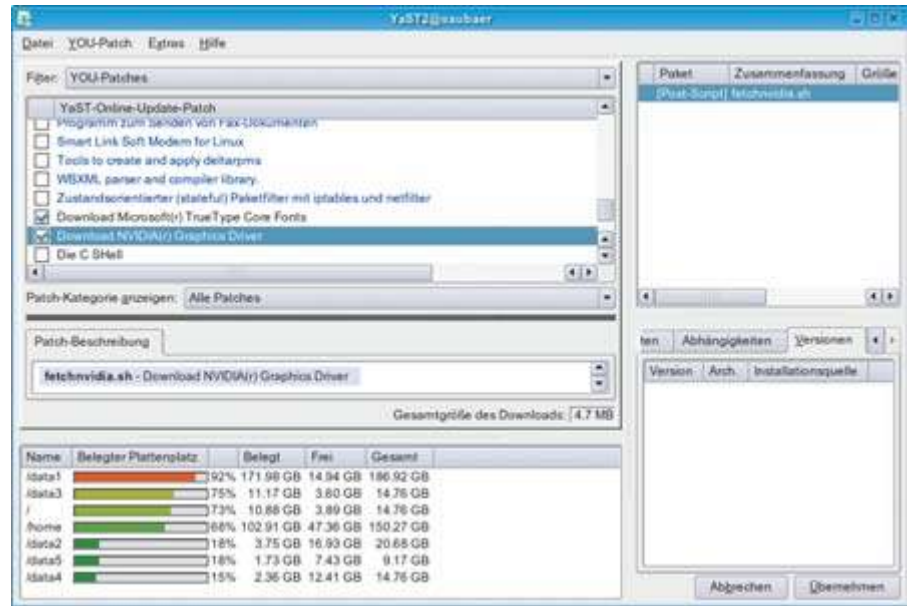 YaST2@saubaer
Datei YOU-Patch Extras Hilfe
Filter: YOU-Patches
YaST-Online-Update-Patch
Programm zum Senden von Fax-Dokumenten
Smart Link Soft Modem for Linux
Tools to create and apply deltarpms
WBXML parser and compiler library.
Zustandsorientierter (stateful) Paketfilter mit iptables und netfilter
Download Microsoft(r) TrueType Core Fonts
Download NVIDIA(r) Graphics Driver
Die C SHell
Patch-Kategorie anzeigen: Alle Patches
Patch-Beschreibung
fetchnvidia.sh - Download NVIDIA(r) Graphics Driver
Gesamtgröße des Downloads: 4.7 MB
Name Belegter Plattenplatz Belegt Frei Gesamt
/data1 92% 171.98 GB 14.94 GB 186.92 GB
/data3 75% 11.17 GB 3.60 GB 14.76 GB
/ 73% 10.88 GB 3.89 GB 14.76 GB
/home 68% 102.91 GB 47.36 GB 150.27 GB
/data2 18% 3.75 GB 16.93 GB 20.68 GB
/data5 18% 1.73 GB 7.43 GB 9.17 GB
/data4 15% 2.36 GB 12.41 GB 14.76 GB
Paket Zusammenfassung Größe
[Post-Script] fetchnvidia.sh
ten Abhängigkeiten Versionen
Version Arch. Installationsquelle
Abbrechen Übernehmen